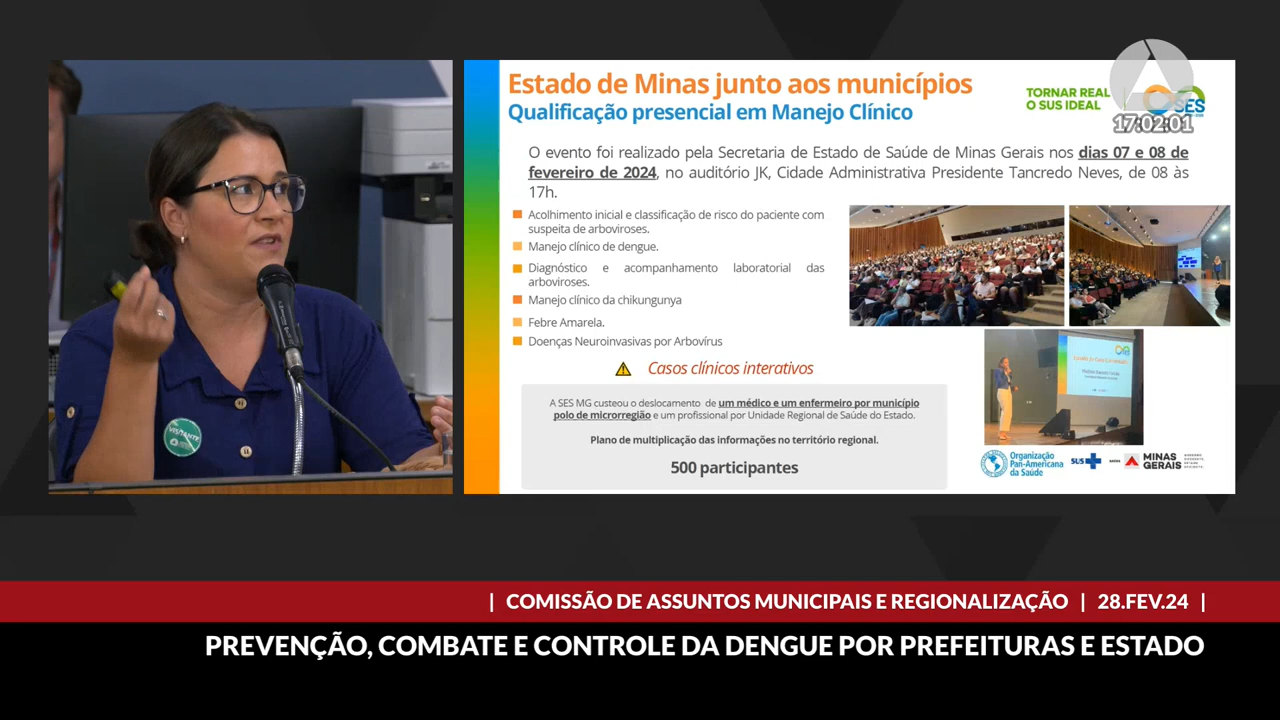 Estado de Minas junto aos municípios
Qualificação presencial em Manejo Clínico
TORNAR REAL
O SUS IDEAL
SES
17:02:01
O evento foi realizado pela Secretaria de Estado de Saúde de Minas Gerais nos dias 07 e 08 de
fevereiro de 2024, no auditório JK, Cidade Administrativa Presidente Tancredo Neves, de 08 às
17h.
Acolhimento inicial e classificação de risco do paciente com
suspeita de arboviroses.
Manejo clínico de dengue.
Diagnóstico e acompanhamento laboratorial das
arboviroses.
Manejo clínico da chikungunya
Febre Amarela.
Doenças Neuroinvasivas por Arbovírus
Casos clínicos interativos
A SES MG custeou o deslocamento de um médico e um enfermeiro por município
polo de microrregião e um profissional por Unidade Regional de Saúde do Estado.
Plano de multiplicação das informações no território regional.
500 participantes
Organização
Pan-Americana
da Saúde
SUS
SAÚDE
MINAS
GERAIS
VISITANTE
| COMISSÃO DE ASSUNTOS MUNICIPAIS E REGIONALIZAÇÃO | 28.FEV.24 |
PREVENÇÃO, COMBATE E CONTROLE DA DENGUE POR PREFEITURAS E ESTADO